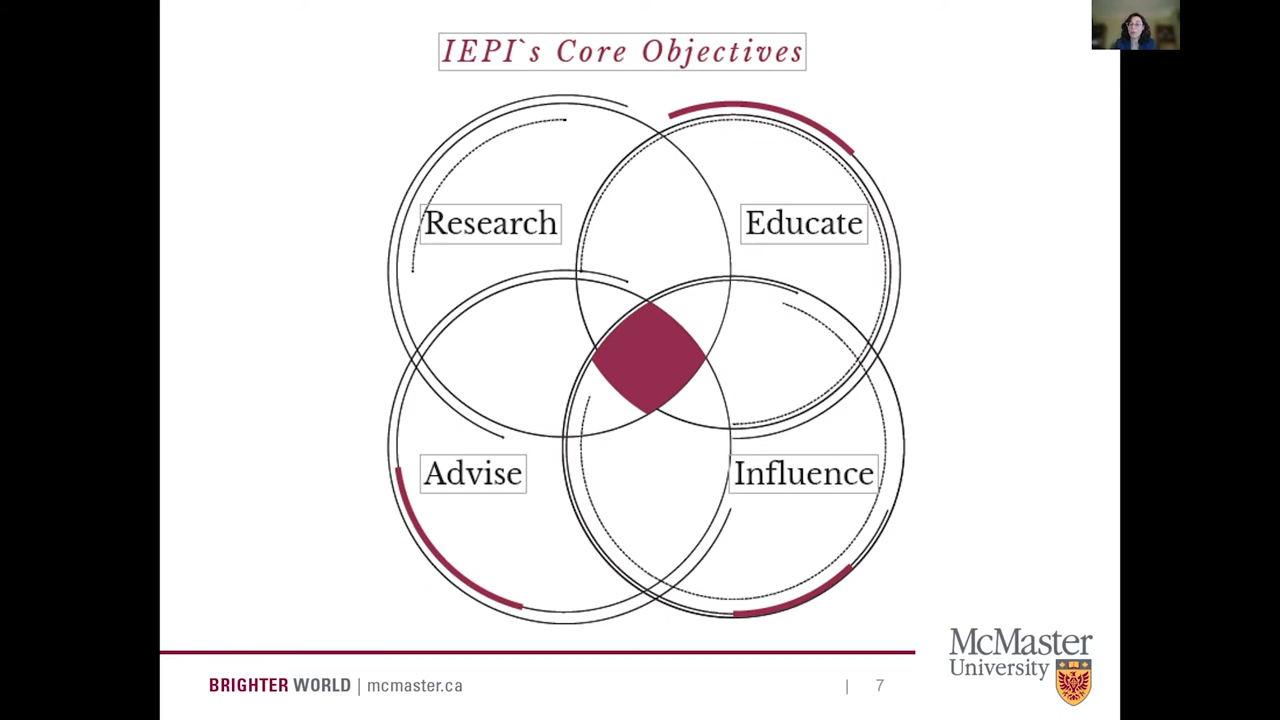 IEPI`s Core Objectives
Research
Educate
Advise
Influence
BRIGHTER WORLD | mcmaster.ca
| 7
McMaster
University